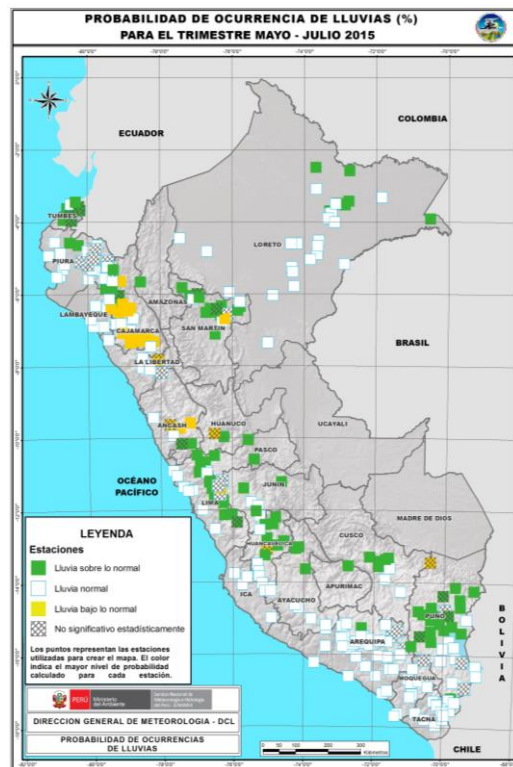 PROBABILIDAD DE OCURRENCIA DE LLUVIAS (%)
PARA EL TRIMESTRE MAYO - JULIO 2015
ECUADOR
COLOMBIA
TUMBES
PIURA
LORETO
LAMBAYEQUE
AMAZONAS
CAJAMARCA
SAN MARTIN
BRASIL
LA LIBERTAD
ANCASH
HUANUCO
UCAYALI
PASCO
OCÉANO
PACÍFICO
JUNIN
LIMA
MADRE DE DIOS
CUSCO
HUANCAVELICA
APURIMAC
ICA
AYACUCHO
PUNO
AREQUIPA
MOQUEGUA
TACNA
BOLIVIA
CHILE
LEYENDA
Estaciones
Lluvia sobre lo normal
Lluvia normal
Lluvia bajo lo normal
No significativo estadísticamente
Los puntos representan las estaciones
utilizadas para crear el mapa. El color
indica el mayor nivel de probabilidad
calculado para cada estación.
PERÚ
Ministerio
del Ambiente
DIRECCION GENERAL DE METEOROLOGIA - DCL
PROBABILIDAD DE OCURRENCIAS
DE LLUVIAS